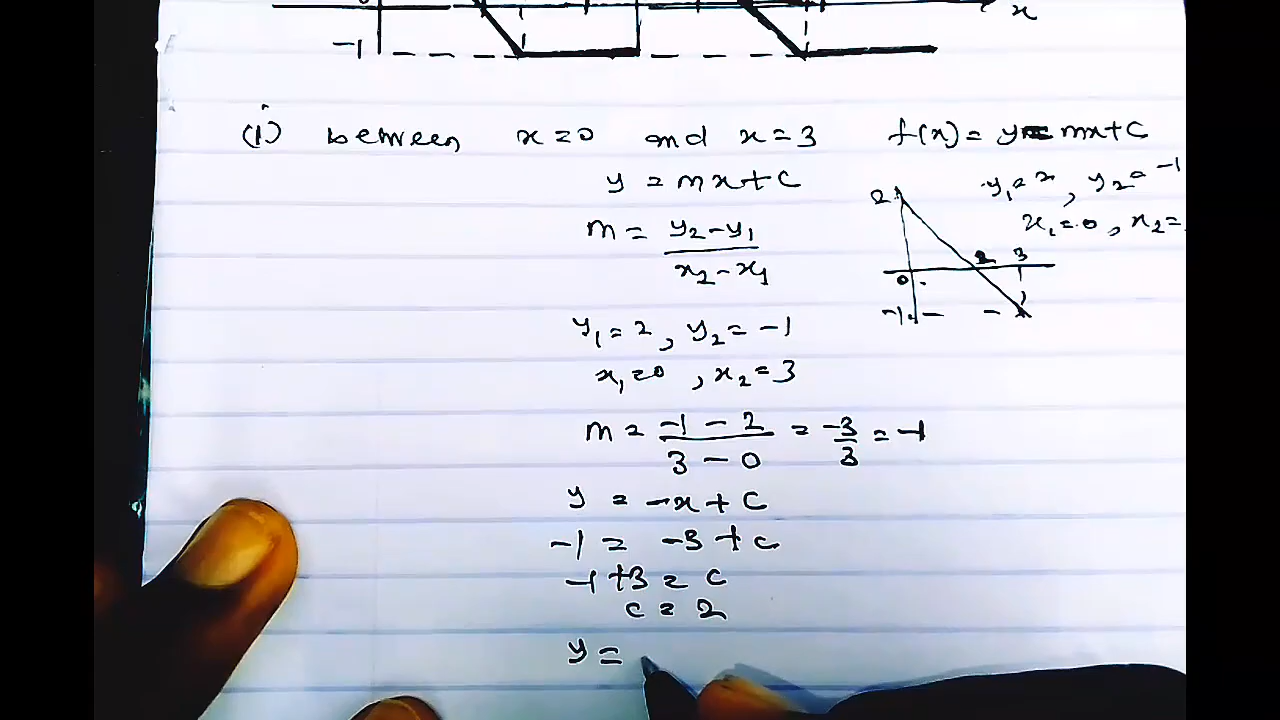 x
-1
(i) between x=0 and x=3 f(x)= y= mx+c
y = mx+c
m = y₂-y₁
x₂-x₁
2
y₂= -1
x₁=0, x₂=
2 3
0
-1
y₁=2, y₂=-1
x₁=0, x₂=3
m = -1 - 2 = -3 = -1
3 - 0 3
y = -x+c
-1 = -3+c
-1+3 = c
c = 2
y =